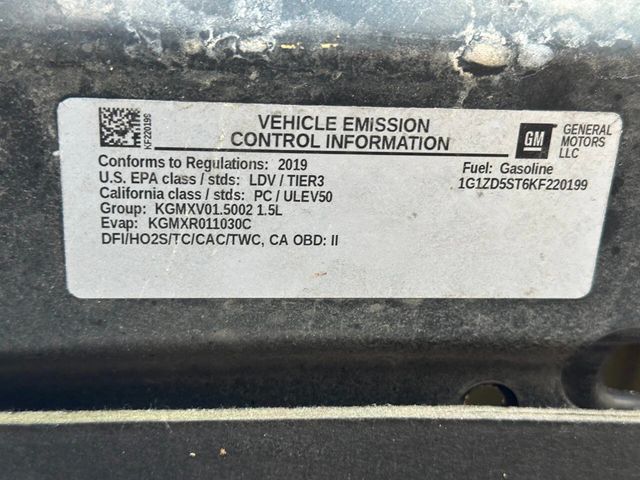 KF220199
VEHICLE EMISSION
CONTROL INFORMATION
GM
GENERAL
MOTORS
LLC
Conforms to Regulations: 2019
U.S. EPA class / stds: LDV / TIER3
California class / stds: PC / ULEV50
Group: KGMXV01.5002 1.5L
Evap: KGMXR011030C
DFI/HO2S/TC/CAC/TWC, CA OBD: II
Fuel: Gasoline
1G1ZD5ST6KF220199